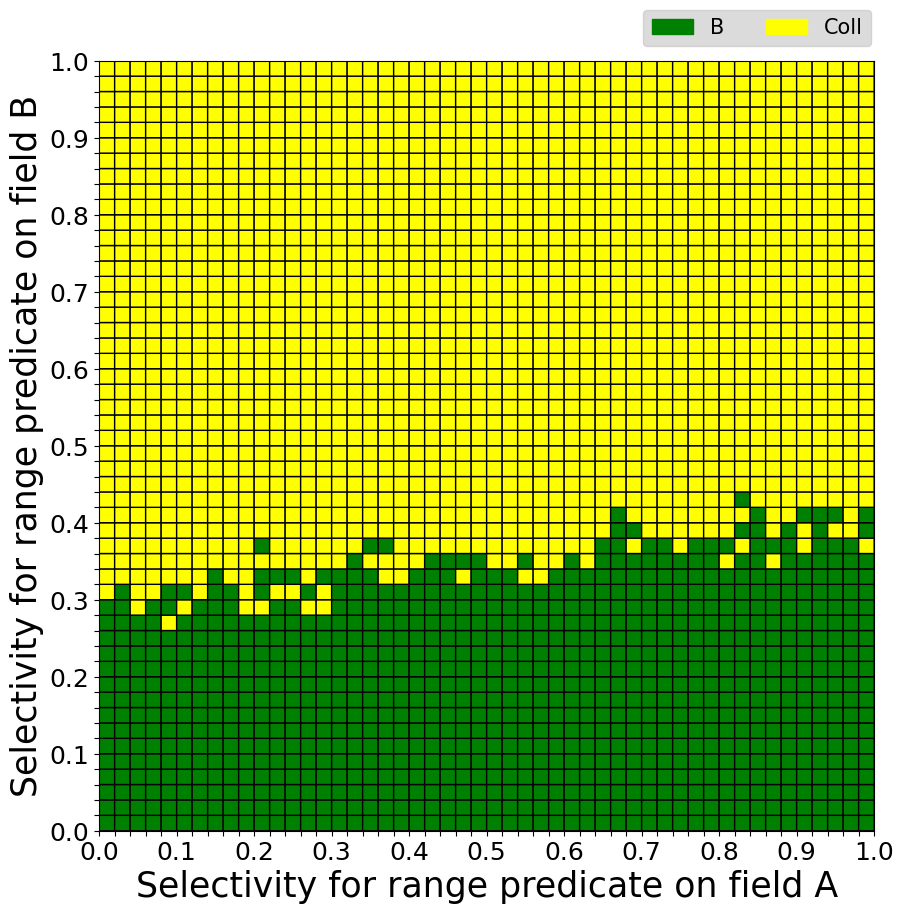 B Coll
1.0
0.9
0.8
0.7
0.6
0.5
0.4
0.3
0.2
0.1
0.0
Selectivity for range predicate on field B
0.0 0.1 0.2 0.3 0.4 0.5 0.6 0.7 0.8 0.9 1.0
Selectivity for range predicate on field A